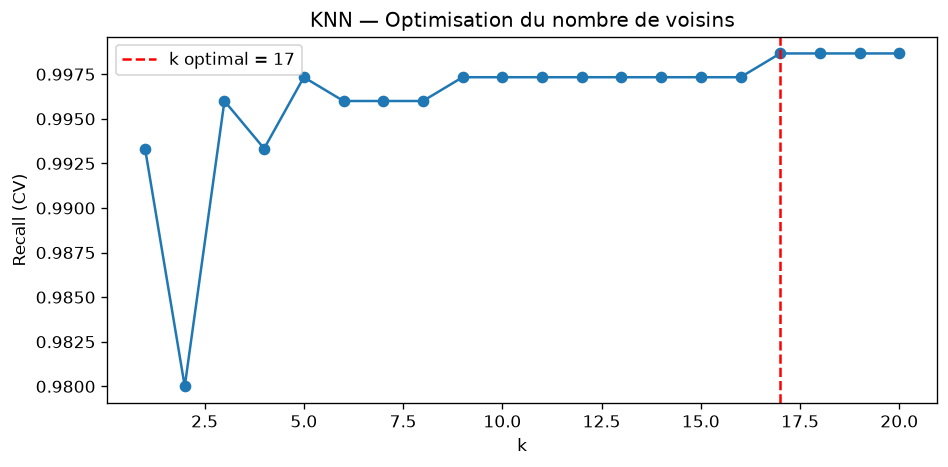 KNN — Optimisation du nombre de voisins
k optimal = 17
Recall (CV)
0.9975
0.9950
0.9925
0.9900
0.9875
0.9850
0.9825
0.9800
2.5 5.0 7.5 10.0 12.5 15.0 17.5 20.0
k